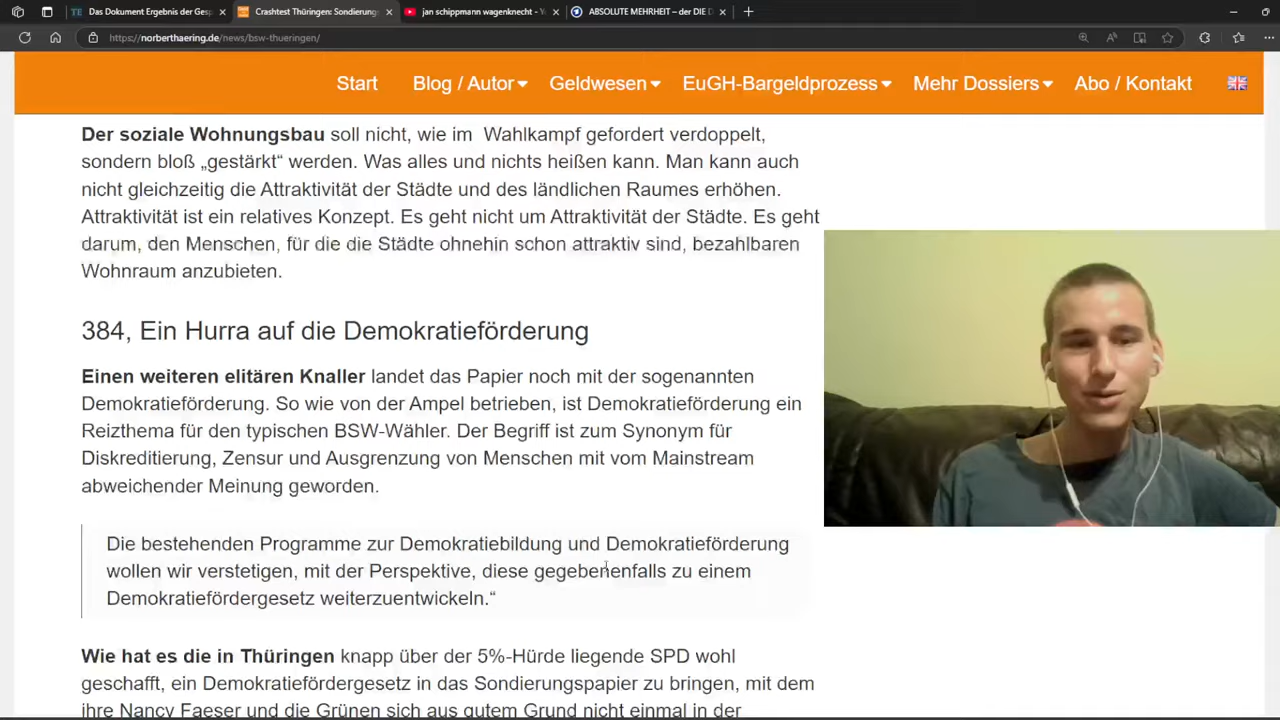 Das Dokument Ergebnis der Gesp
Crashtest Thüringen: Sondierung
jan schippmann wagenknecht - Y
ABSOLUTE MEHRHEIT – der DIE D
https://norberthaering.de/news/bsw-thueringen/
Start Blog / Autor Geldwesen EuGH-Bargeldprozess Mehr Dossiers Abo / Kontakt
Der soziale Wohnungsbau soll nicht, wie im Wahlkampf gefordert verdoppelt,
sondern bloß „gestärkt“ werden. Was alles und nichts heißen kann. Man kann auch
nicht gleichzeitig die Attraktivität der Städte und des ländlichen Raumes erhöhen.
Attraktivität ist ein relatives Konzept. Es geht nicht um Attraktivität der Städte. Es geht
darum, den Menschen, für die die Städte ohnehin schon attraktiv sind, bezahlbaren
Wohnraum anzubieten.
384, Ein Hurra auf die Demokratieförderung
Einen weiteren elitären Knaller landet das Papier noch mit der sogenannten
Demokratieförderung. So wie von der Ampel betrieben, ist Demokratieförderung ein
Reizthema für den typischen BSW-Wähler. Der Begriff ist zum Synonym für
Diskreditierung, Zensur und Ausgrenzung von Menschen mit vom Mainstream
abweichender Meinung geworden.
Die bestehenden Programme zur Demokratiebildung und Demokratieförderung
wollen wir verstetigen, mit der Perspektive, diese gegebenenfalls zu einem
Demokratiefördergesetz weiterzuentwickeln.“
Wie hat es die in Thüringen knapp über der 5%-Hürde liegende SPD wohl
geschafft, ein Demokratiefördergesetz in das Sondierungspapier zu bringen, mit dem
ihre Nancy Faeser und die Grünen sich aus gutem Grund nicht einmal in der